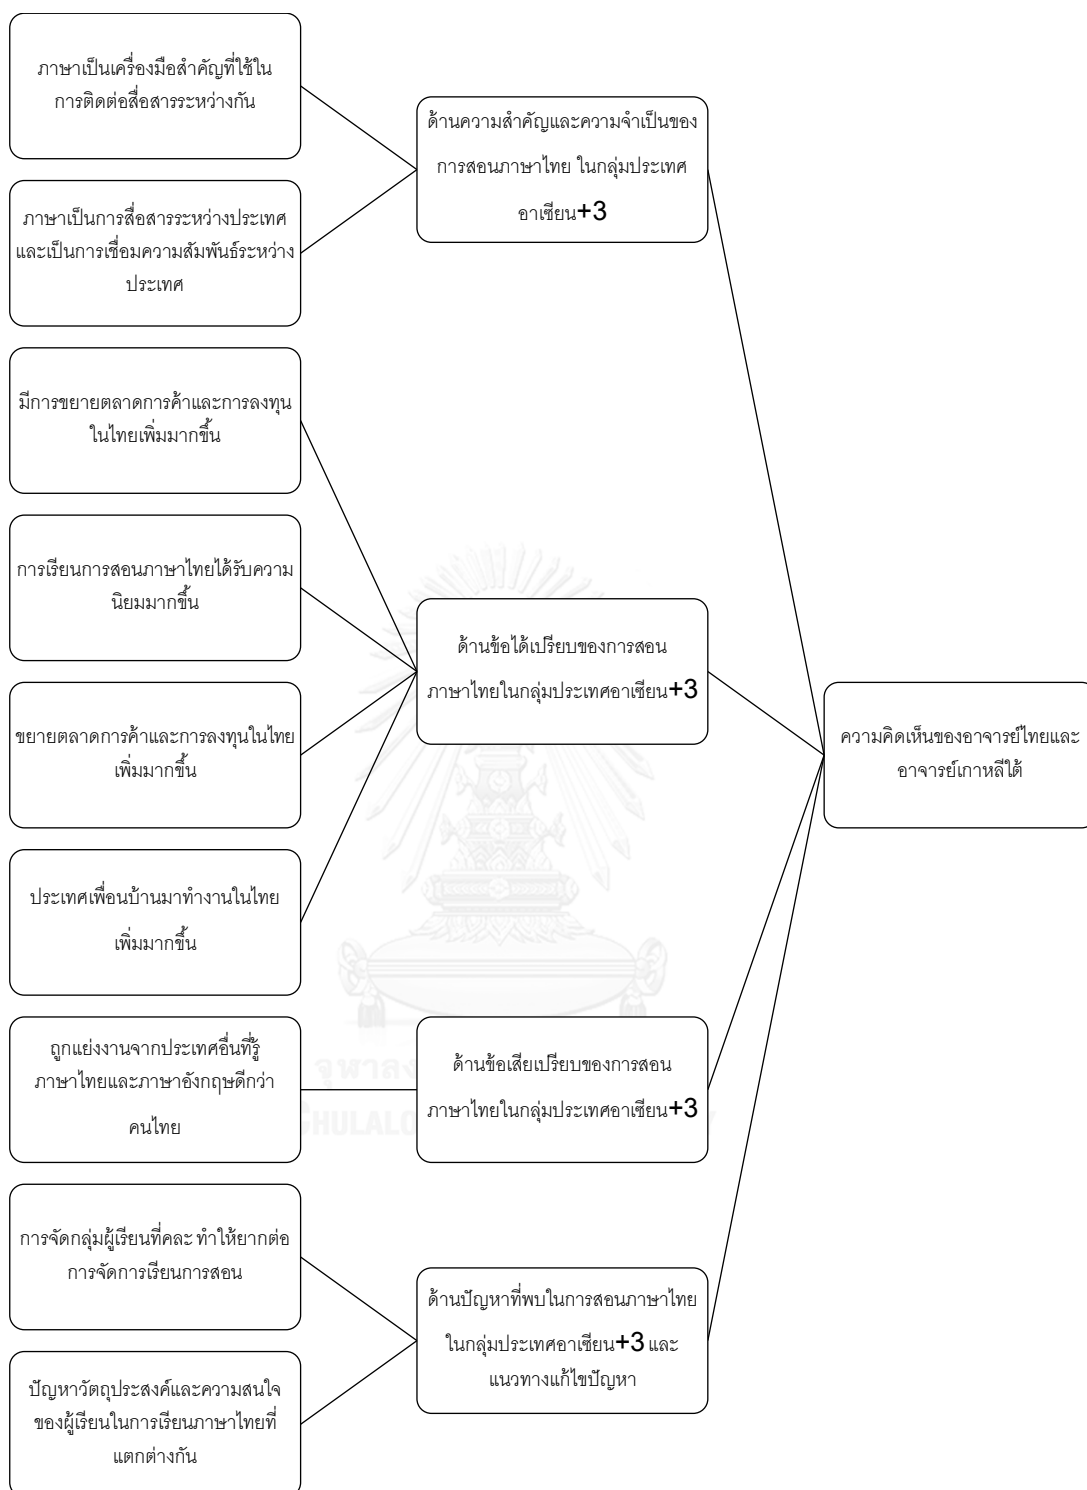 ภาษาเป็นเครื่องมือสำคัญที่ใช้ใน
การติดต่อสื่อสารระหว่างกัน
ภาษาเป็นการสื่อสารระหว่างประเทศ
และเป็นการเชื่อมความสัมพันธ์ระหว่าง
ประเทศ
ด้านความสำคัญและความจำเป็นของ
การสอนภาษาไทย ในกลุ่มประเทศ
อาเซียน+3
มีการขยายตลาดการค้าและการลงทุน
ในไทยเพิ่มมากขึ้น
การเรียนการสอนภาษาไทยได้รับความ
นิยมมากขึ้น
ขยายตลาดการค้าและการลงทุนในไทย
เพิ่มมากขึ้น
ประเทศเพื่อนบ้านมาทำงานในไทย
เพิ่มมากขึ้น
ด้านข้อได้เปรียบของการสอน
ภาษาไทยในกลุ่มประเทศอาเซียน+3
ความคิดเห็นของอาจารย์ไทยและ
อาจารย์เกาหลีใต้
ถูกแย่งงานจากประเทศอื่นที่รู้
ภาษาไทยและภาษาอังกฤษดีกว่า
คนไทย
ด้านข้อเสียเปรียบของการสอน
ภาษาไทยในกลุ่มประเทศอาเซียน+3
การจัดกลุ่มผู้เรียนที่คละ ทำให้ยากต่อ
การจัดการเรียนการสอน
ปัญหาวัตถุประสงค์และความสนใจ
ของผู้เรียนในการเรียนภาษาไทยที่
แตกต่างกัน
ด้านปัญหาที่พบในการสอนภาษาไทย
ในกลุ่มประเทศอาเซียน+3 และ
แนวทางแก้ไขปัญหา